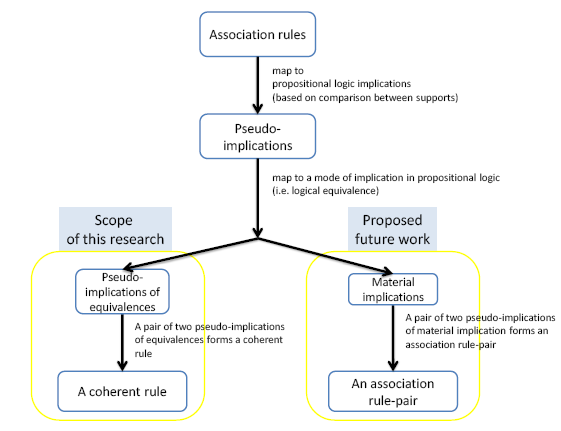 Association rules
map to
propositional logic implications
(based on comparison between supports)
Pseudo-
implications
map to a mode of implication in propositional logic
(i.e. logical equivalence)
Scope
of this research
Proposed
future work
Pseudo-
implications of
equivalences
Material
implications
A pair of two pseudo-implications
of equivalences forms a coherent
rule
A pair of two pseudo-implications
of material implication forms an
association rule-pair
A coherent rule
An association
rule-pair